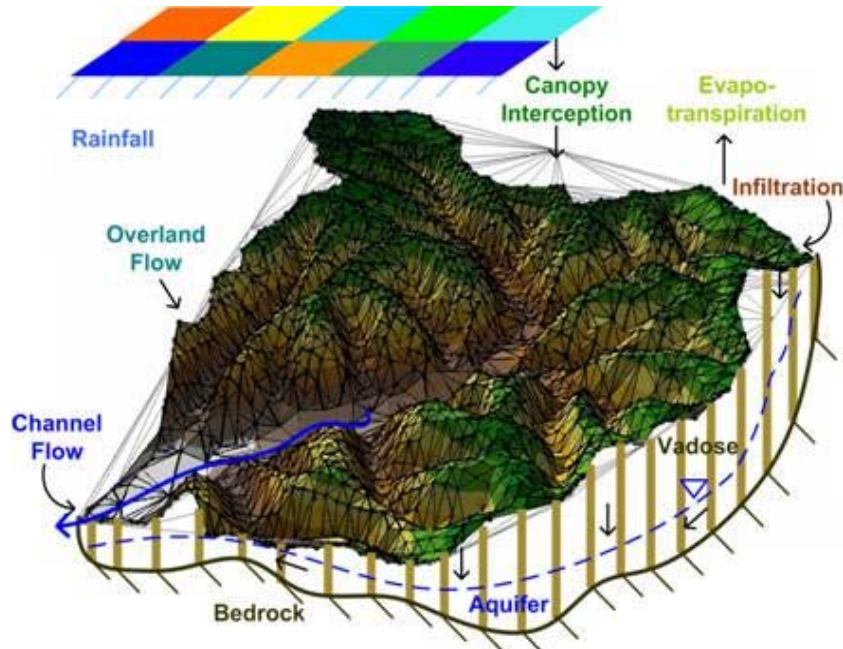 Canopy
Interception
Evapo-
transpiration
Rainfall
Infiltration
Overland
Flow
Channel
Flow
Vadose
Bedrock
Aquifer